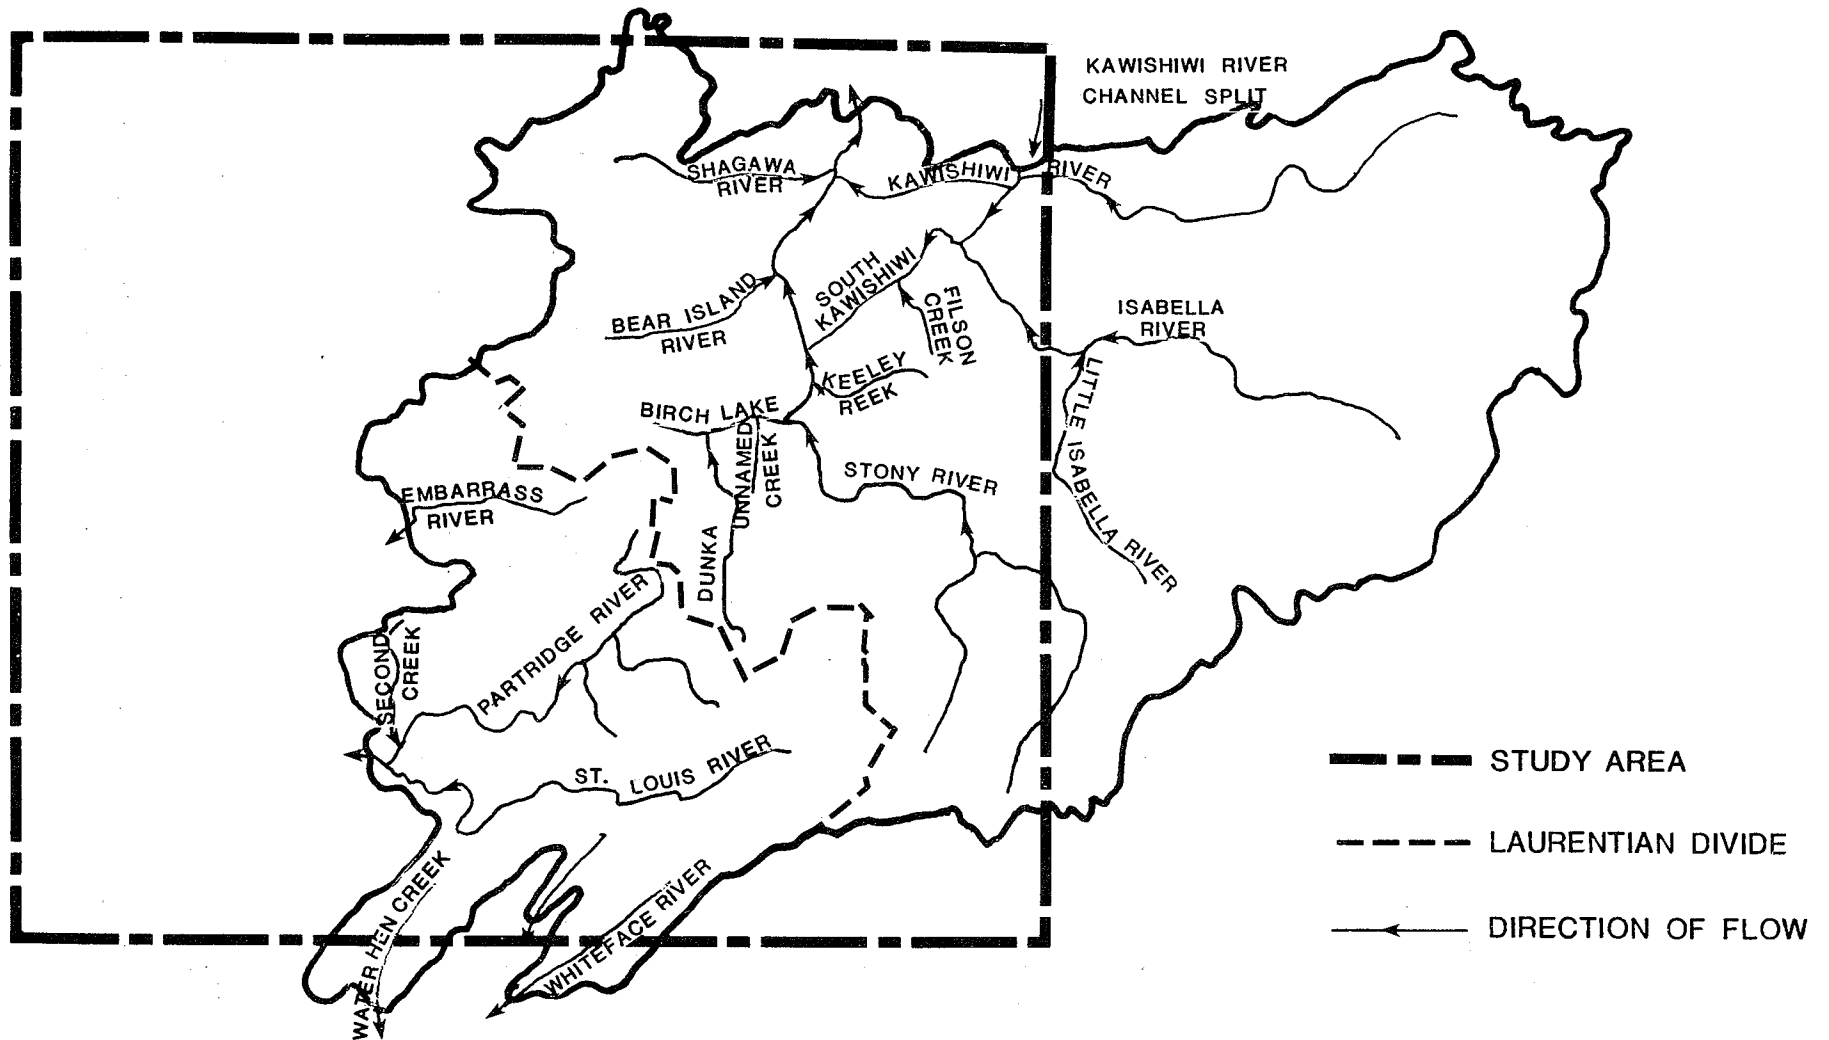 KAWISHIWI RIVER
CHANNEL SPLIT
SHAGAWA
RIVER
KAWISHIWI RIVER
SOUTH
KAWISHIWI
BEAR ISLAND
RIVER
FILSON
CREEK
ISABELLA
RIVER
LITTLE ISABELLA RIVER
KEELEY
REEK
BIRCH LAKE
UNNAMED
CREEK
STONY RIVER
EMBARRASS
RIVER
DUNKA
PARTRIDGE RIVER
SECOND
CREEK
ST. LOUIS RIVER
WATER HEN CREEK
WHITEFACE RIVER
STUDY AREA
LAURENTIAN DIVIDE
DIRECTION OF FLOW